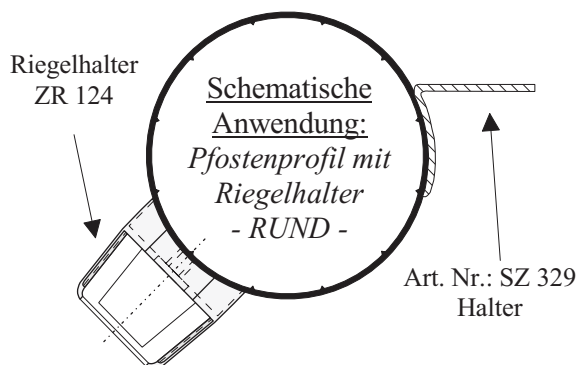 Riegelhalter
ZR 124
Schematische
Anwendung:
Pfostenprofil mit
Riegelhalter
- RUND -
Art. Nr.: SZ 329
Halter